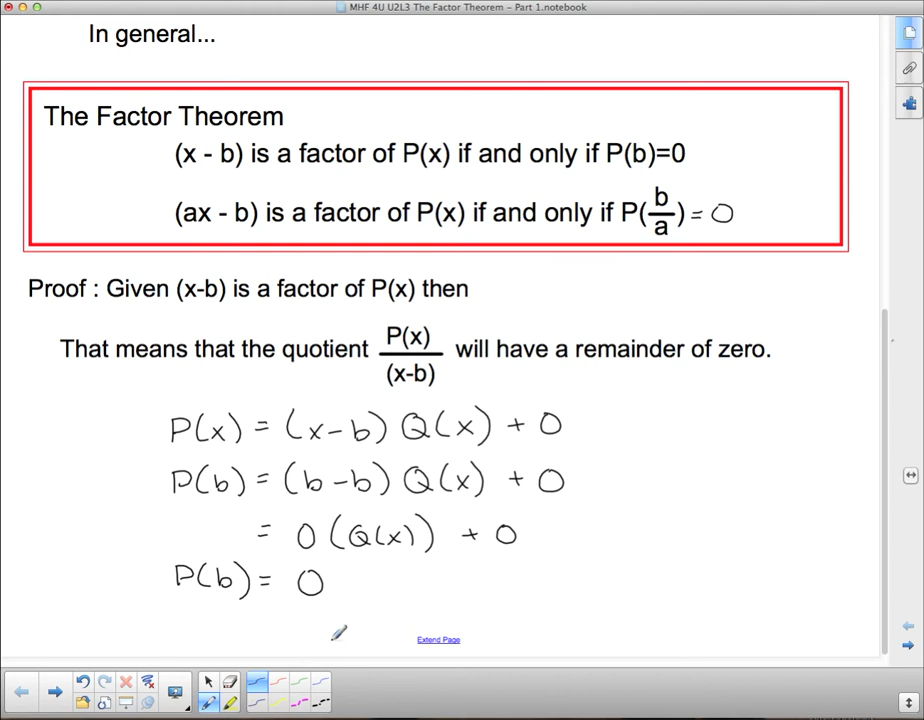 MHF 4U U2L3 The Factor Theorem - Part 1.notebook
In general...
The Factor Theorem
(x - b) is a factor of P(x) if and only if P(b)=0
(ax - b) is a factor of P(x) if and only if P(b/a) = 0
Proof : Given (x-b) is a factor of P(x) then
That means that the quotient P(x)/(x-b) will have a remainder of zero.
P(x) = (x-b) Q(x) + 0
P(b) = (b-b) Q(x) + 0
= 0 (Q(x)) + 0
P(b) = 0
Extend Page